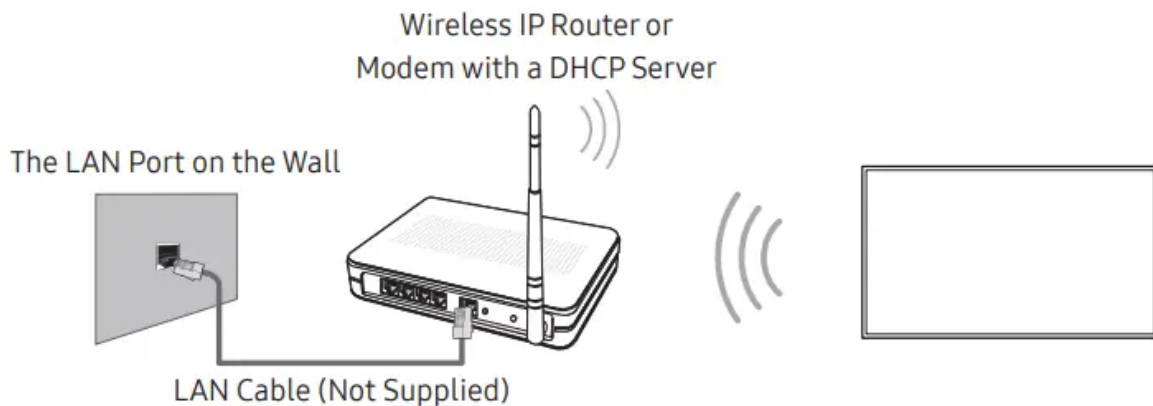 Wireless IP Router or
Modem with a DHCP Server
The LAN Port on the Wall
LAN Cable (Not Supplied)